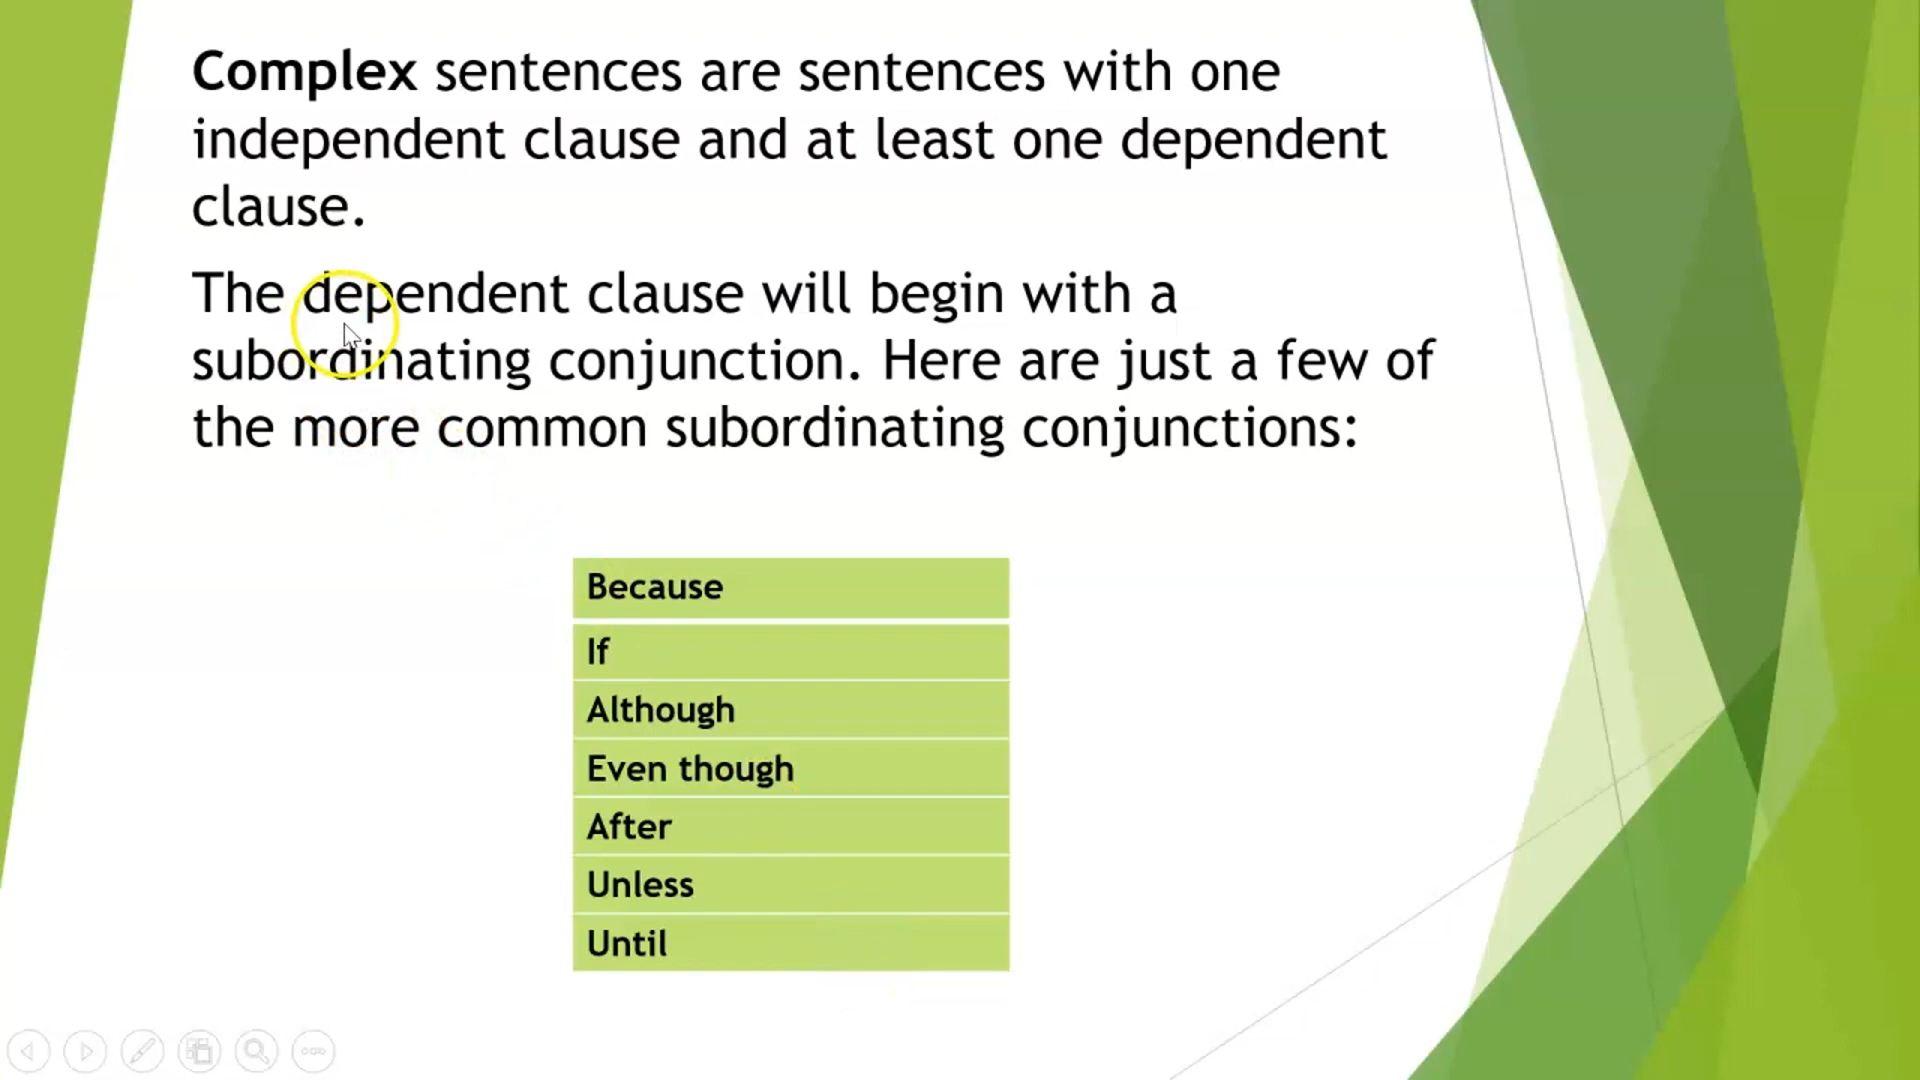 Complex sentences are sentences with one
independent clause and at least one dependent
clause.
The dependent clause will begin with a
subordinating conjunction. Here are just a few of
the more common subordinating conjunctions:
Because
If
Although
Even though
After
Unless
Until